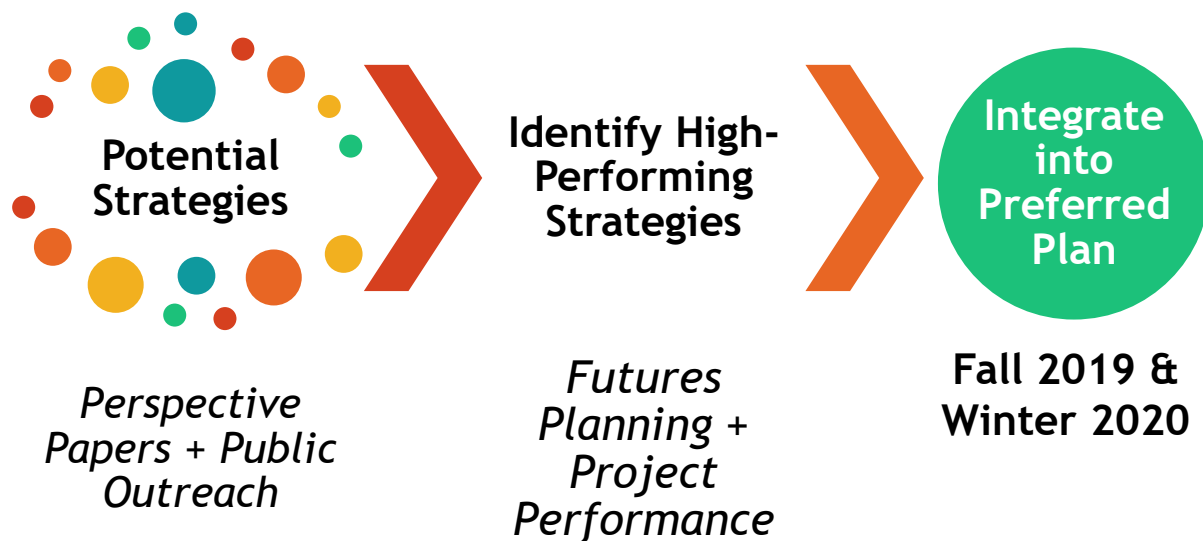 Potential
Strategies
Perspective
Papers + Public
Outreach
Identify High-
Performing
Strategies
Futures
Planning +
Project
Performance
Integrate
into
Preferred
Plan
Fall 2019 &
Winter 2020